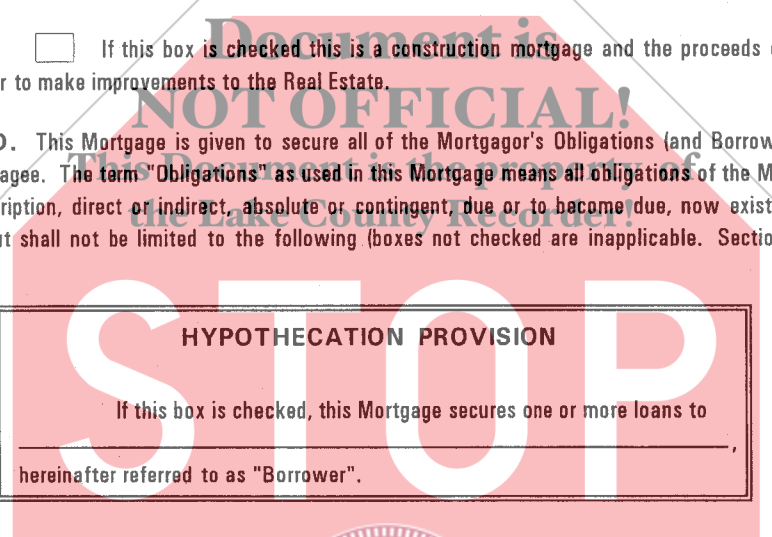 Document is
If this box is checked this is a construction mortgage and the proceeds
r to make improvements to the Real Estate.
NOT OFFICIAL!
. This Mortgage is given to secure all of the Mortgagor's Obligations (and Borrow
agee. The term "Obligations" as used in this Mortgage means all obligations of the M
This Document is the property of
ription, direct or indirect, absolute or contingent, due or to become due, now exist
the Lake County Recorder!
ut shall not be limited to the following (boxes not checked are inapplicable. Sectio
STOP
HYPOTHECATION PROVISION
If this box is checked, this Mortgage secures one or more loans to
,
hereinafter referred to as "Borrower".